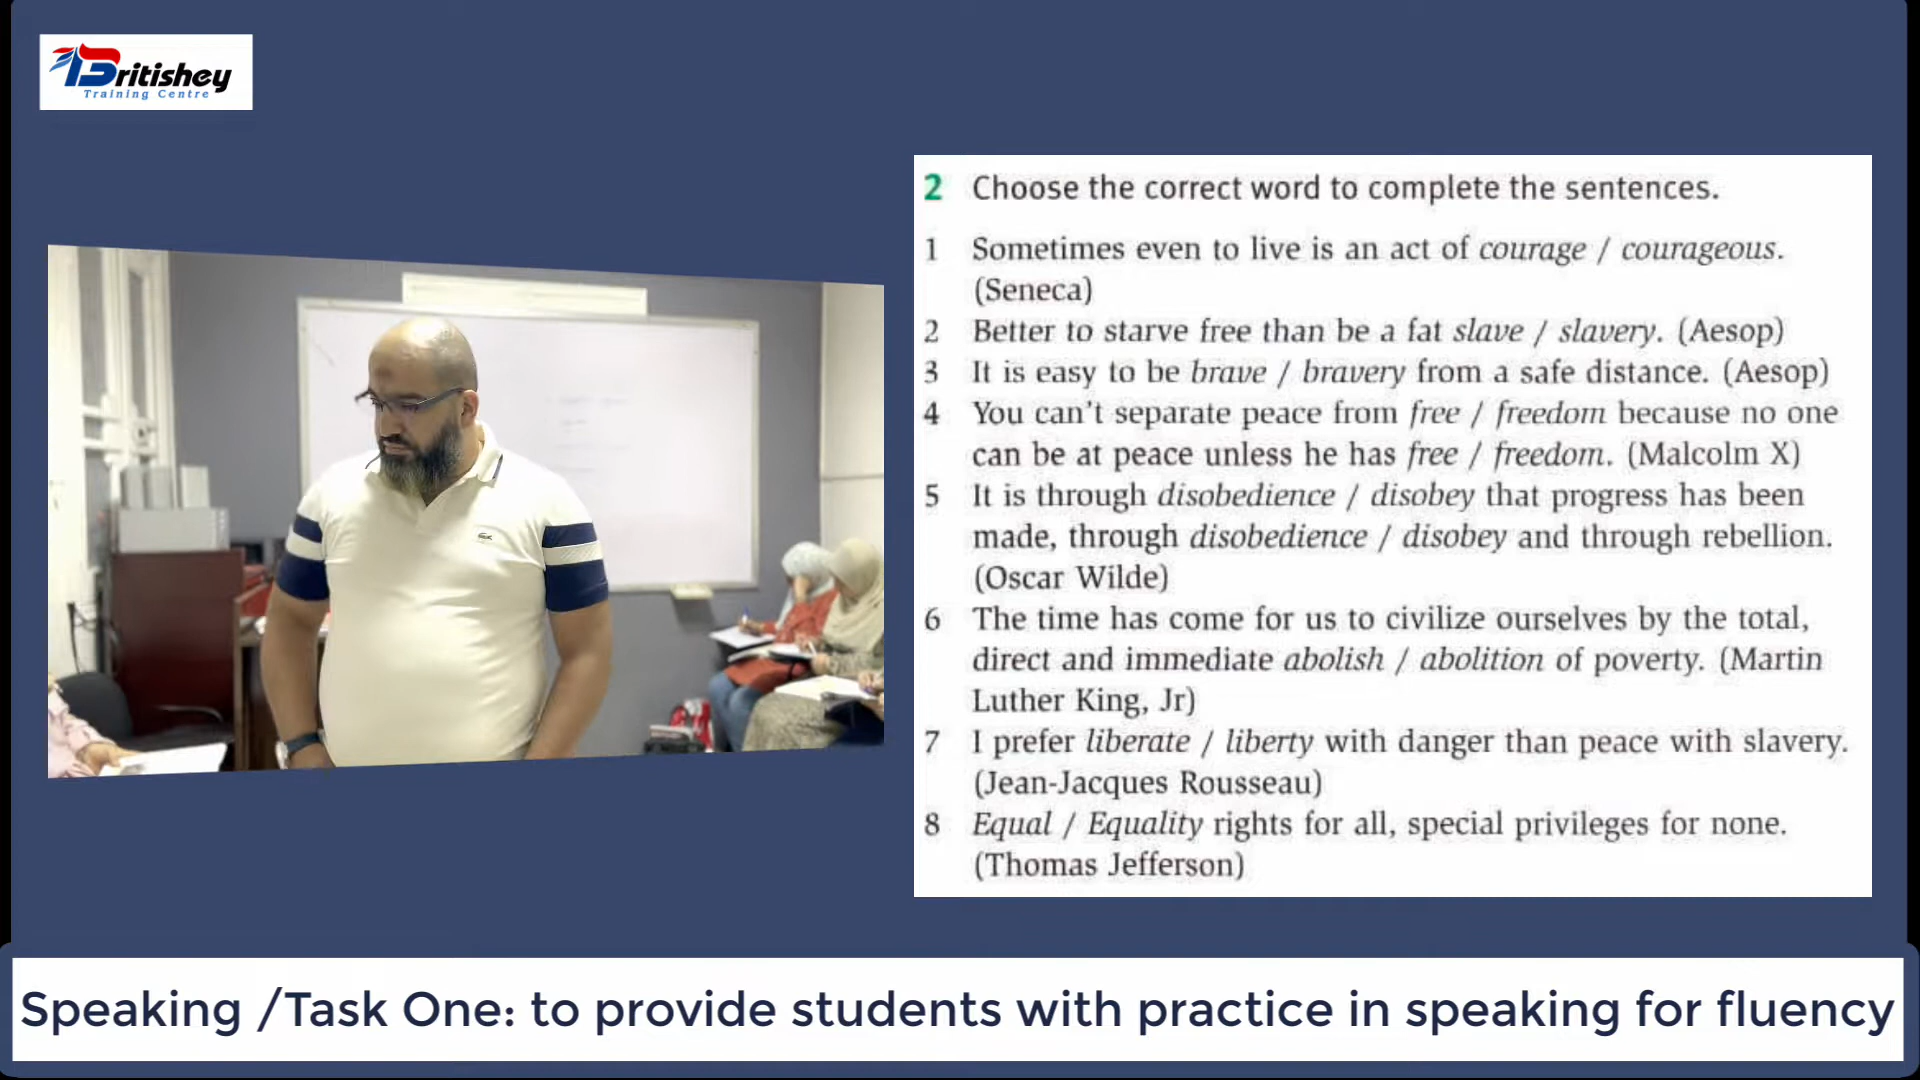 Britishey
Training Centre
2 Choose the correct word to complete the sentences.
1 Sometimes even to live is an act of courage / courageous.
(Seneca)
2 Better to starve free than be a fat slave / slavery. (Aesop)
3 It is easy to be brave / bravery from a safe distance. (Aesop)
4 You can't separate peace from free / freedom because no one
can be at peace unless he has free / freedom. (Malcolm X)
5 It is through disobedience / disobey that progress has been
made, through disobedience / disobey and through rebellion.
(Oscar Wilde)
6 The time has come for us to civilize ourselves by the total,
direct and immediate abolish / abolition of poverty. (Martin
Luther King, Jr)
7 I prefer liberate / liberty with danger than peace with slavery.
(Jean-Jacques Rousseau)
8 Equal / Equality rights for all, special privileges for none.
(Thomas Jefferson)
Speaking /Task One: to provide students with practice in speaking for fluency